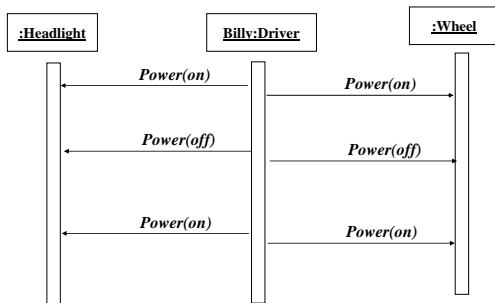 :Headlight
Billy:Driver
:Wheel
Power(on)
Power(on)
Power(off)
Power(off)
Power(on)
Power(on)